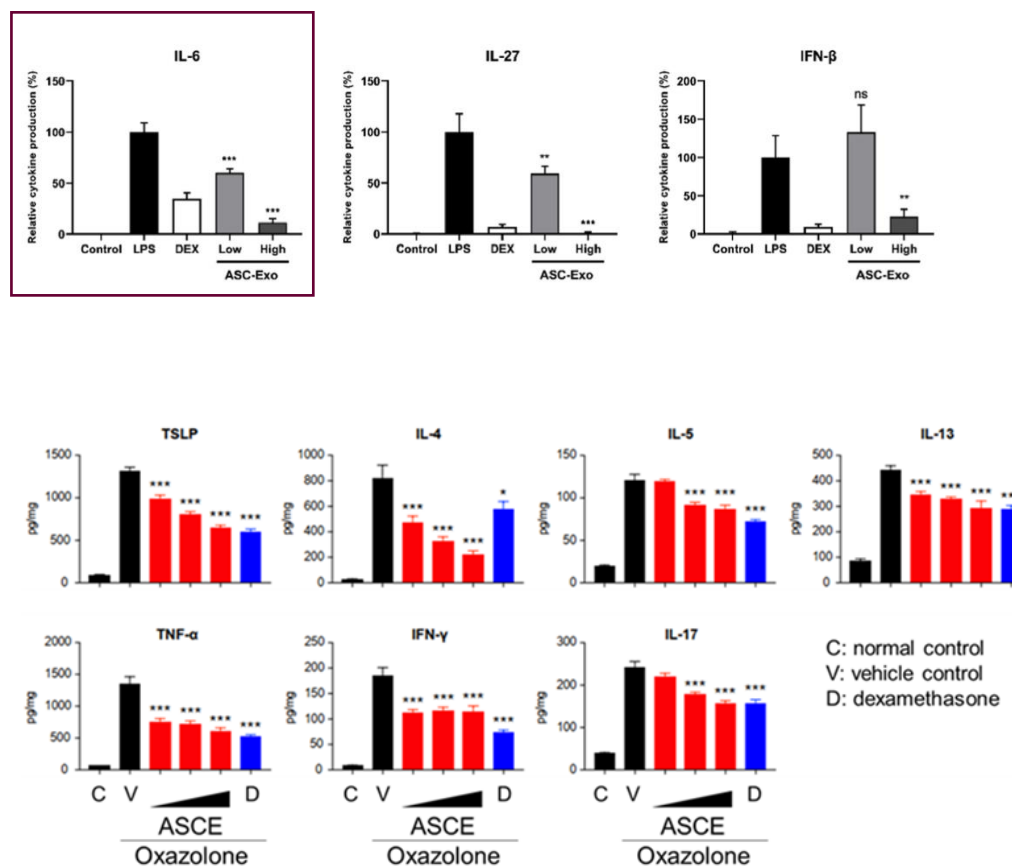 IL-6
Relative cytokine production (%)
150
100
50
0
***
***
Control LPS DEX Low High
ASC-Exo
IL-27
Relative cytokine production (%)
150
100
50
0
**
***
Control LPS DEX Low High
ASC-Exo
IFN-β
Relative cytokine production (%)
200
150
100
50
0
ns
**
Control LPS DEX Low High
ASC-Exo
TSLP
pg/mg
1500
1000
500
0
*** *** *** ***
IL-4
pg/mg
1000
800
600
400
200
0
*** *** *** *
IL-5
pg/mg
150
100
50
0
*** *** ***
IL-13
pg/mg
500
400
300
200
100
0
*** *** *** **
TNF-α
pg/mg
2000
1500
1000
500
0
*** *** *** ***
C V D
ASCE
Oxazolone
IFN-γ
pg/mg
250
200
150
100
50
0
*** *** *** ***
C V D
ASCE
Oxazolone
IL-17
pg/mg
300
200
100
0
*** *** ***
C V D
ASCE
Oxazolone
C: normal control
V: vehicle control
D: dexamethasone